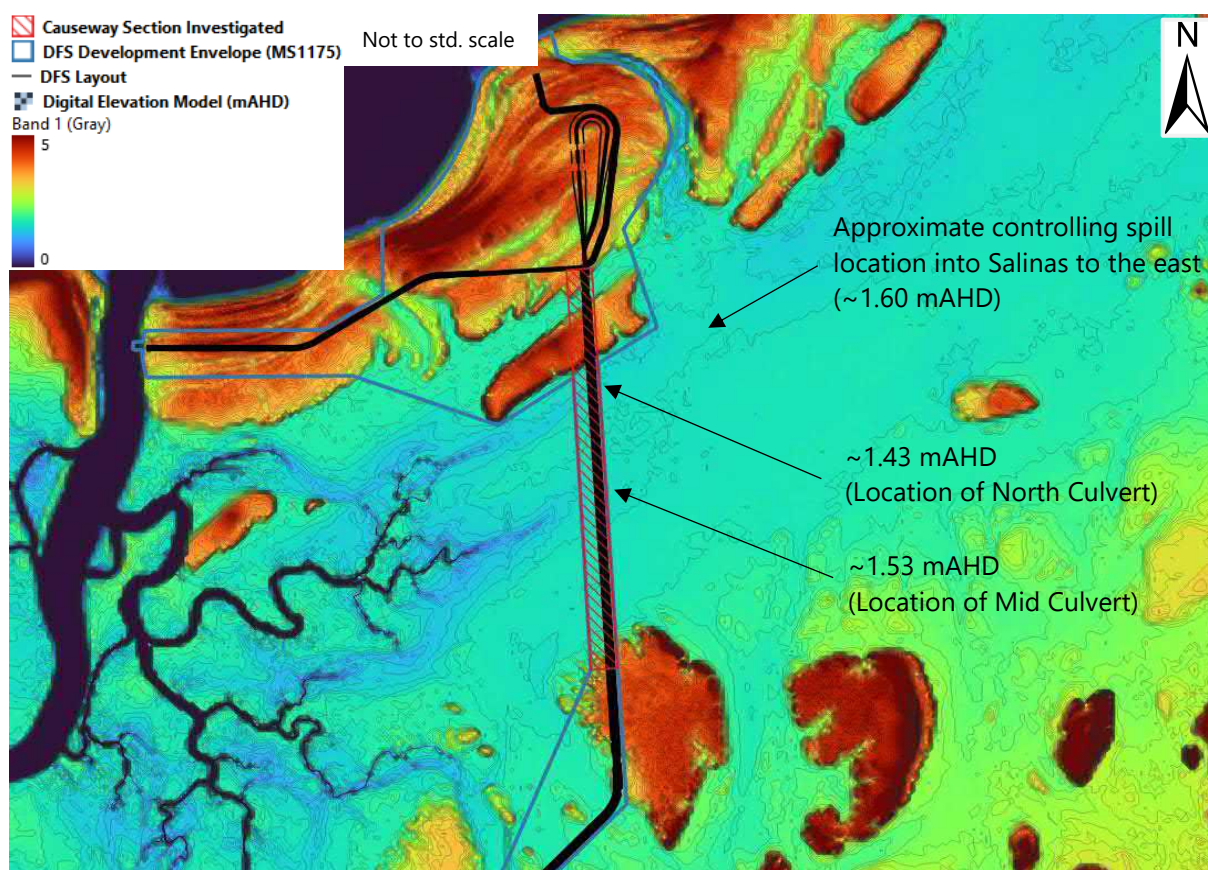 Causeway Section Investigated
DFS Development Envelope (MS1175)
DFS Layout
Digital Elevation Model (mAHD)
Band 1 (Gray)
5
0
Not to std. scale
N
Approximate controlling spill
location into Salinas to the east
(~1.60 mAHD)
~1.43 mAHD
(Location of North Culvert)
~1.53 mAHD
(Location of Mid Culvert)